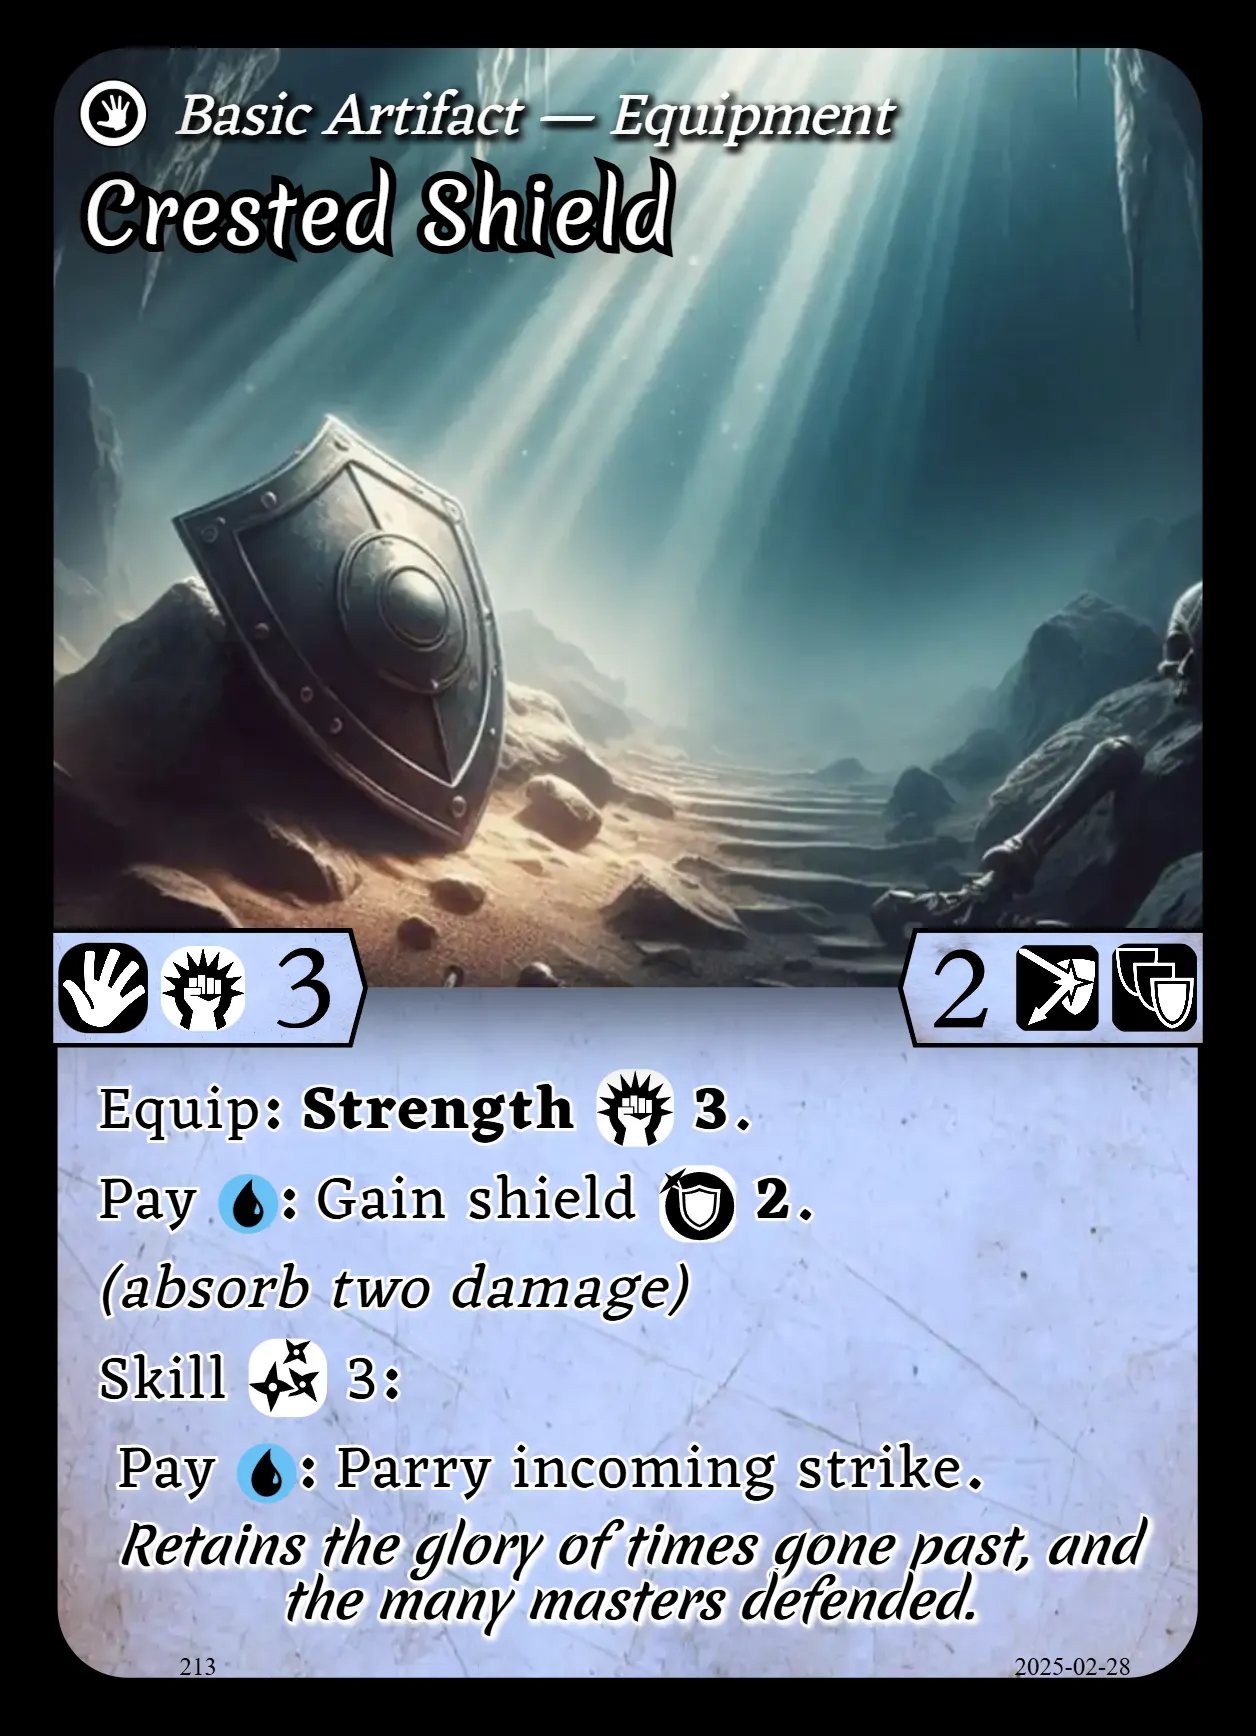 Basic Artifact — Equipment
Crested Shield
3
2
Equip: Strength 3.
Pay : Gain shield 2.
(absorb two damage)
Skill 3:
Pay : Parry incoming strike.
Retains the glory of times gone past, and
the many masters defended.
213
2025-02-28